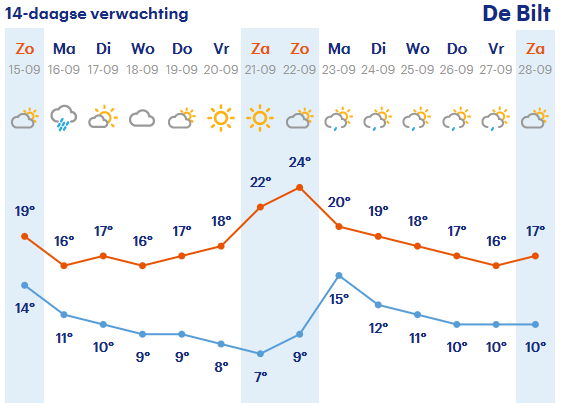 14-daagse verwachting
De Bilt
Zo Ma Di Wo Do Vr Za Zo Ma Di Wo Do Vr Za
15-09 16-09 17-09 18-09 19-09 20-09 21-09 22-09 23-09 24-09 25-09 26-09 27-09 28-09
19° 16° 17° 16° 17° 18° 22° 24° 20° 19° 18° 17° 16° 17°
14° 11° 10° 9° 9° 8° 7° 9° 15° 12° 11° 10° 10° 10°